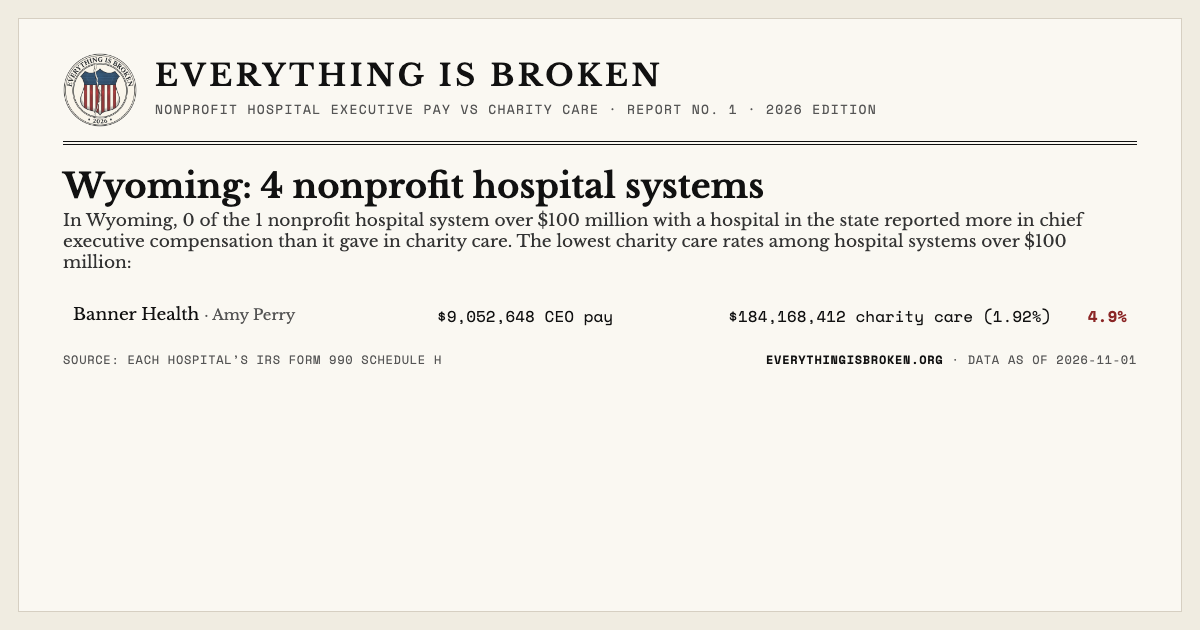 EVERYTHING IS BROKEN
· 2026 ·
EVERYTHING IS BROKEN
NONPROFIT HOSPITAL EXECUTIVE PAY VS CHARITY CARE · REPORT NO. 1 · 2026 EDITION
Wyoming: 4 nonprofit hospital systems
In Wyoming, 0 of the 1 nonprofit hospital system over $100 million with a hospital in the state reported more in chief
executive compensation than it gave in charity care. The lowest charity care rates among hospital systems over $100
million:
Banner Health · Amy Perry $9,052,648 CEO pay $184,168,412 charity care (1.92%) 4.9%
SOURCE: EACH HOSPITAL'S IRS FORM 990 SCHEDULE H EVERYTHINGISBROKEN.ORG · DATA AS OF 2026-11-01